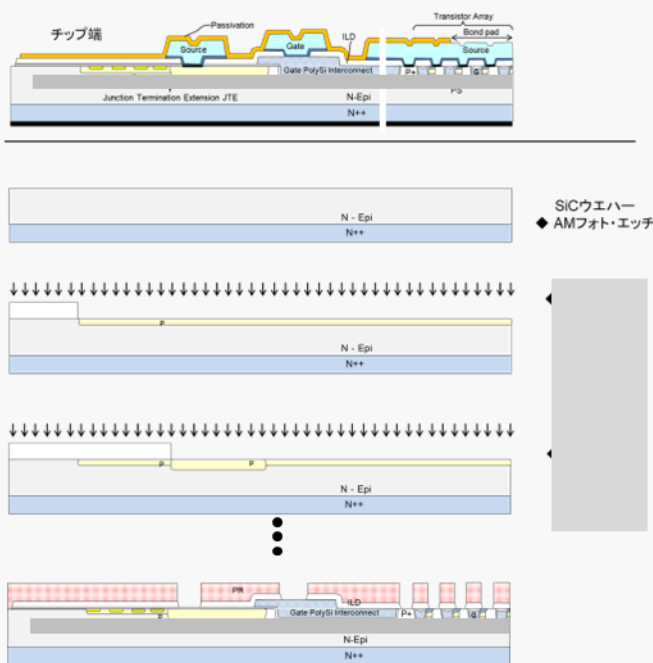 Transistor Array
Passivation
チップ端
ILD
Bond pad
Source
Gate
Source
Gate PolySi Interconnect
P+
G
PS
Junction Termination Extension JTE
N-Epi
N++
N - Epi
N++
SiCウエハー
◆ AMフォト・エッチ
P
N - Epi
N++
P
P
N - Epi
N++
PR
ILD
Gate PolySi Interconnect
P+
G
P
N-Epi
N++